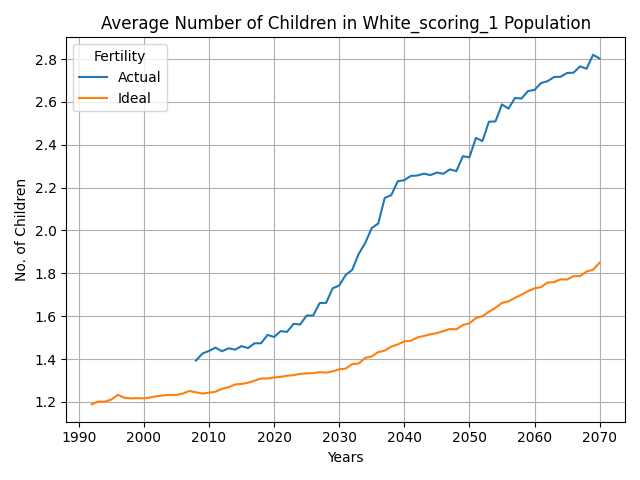 Average Number of Children in White_scoring_1 Population
Fertility
Actual
Ideal
No. of Children
2.8
2.6
2.4
2.2
2.0
1.8
1.6
1.4
1.2
1990 2000 2010 2020 2030 2040 2050 2060 2070
Years